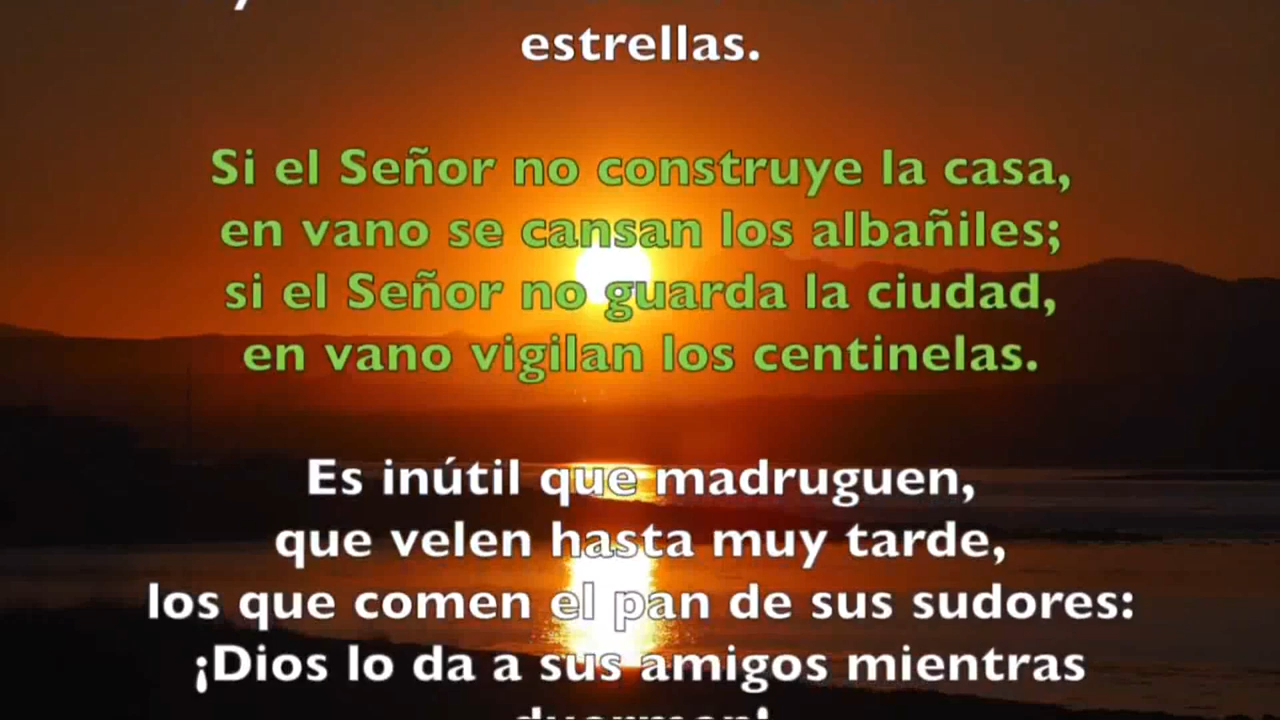 estrellas.
Si el Señor no construye la casa,
en vano se cansan los albañiles;
si el Señor no guarda la ciudad,
en vano vigilan los centinelas.
Es inútil que madruguen,
que velen hasta muy tarde,
los que comen el pan de sus sudores:
¡Dios lo da a sus amigos mientras
duerman!